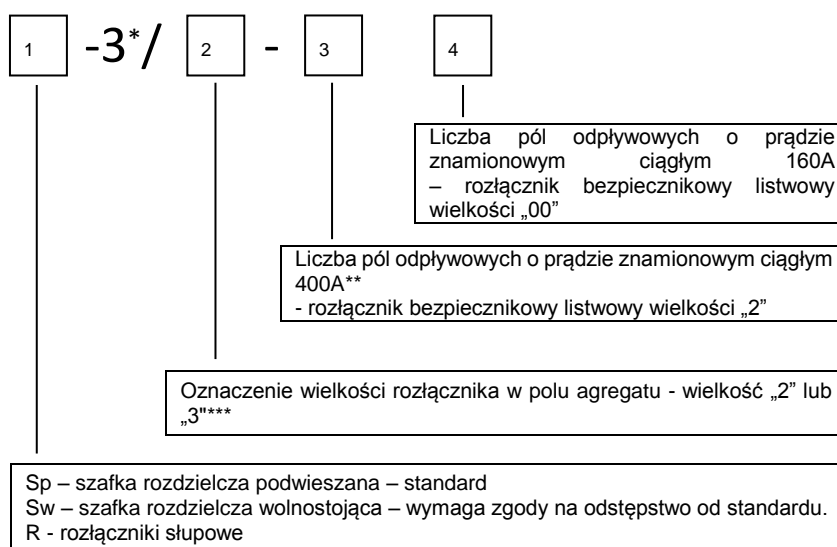 1 -3*/ 2 - 3 4
Liczba pól odpływowych o prądzie
znamionowym ciągłym 160A
– rozłącznik bezpiecznikowy listwowy
wielkości „00”
Liczba pól odpływowych o prądzie znamionowym ciągłym
400A**
- rozłącznik bezpiecznikowy listwowy wielkości „2”
Oznaczenie wielkości rozłącznika w polu agregatu - wielkość „2” lub
„3"***
Sp – szafka rozdzielcza podwieszana – standard
Sw – szafka rozdzielcza wolnostojąca – wymaga zgody na odstępstwo od standardu.
R - rozłączniki słupowe